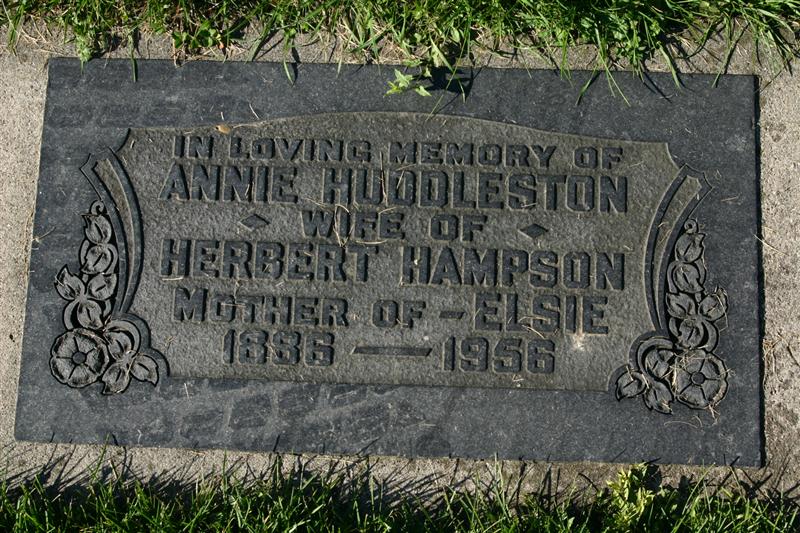 IN LOVING MEMORY OF
ANNIE HUDDLESTON
WIFE OF
HERBERT HAMPSON
MOTHER OF - ELSIE
1886 — 1956